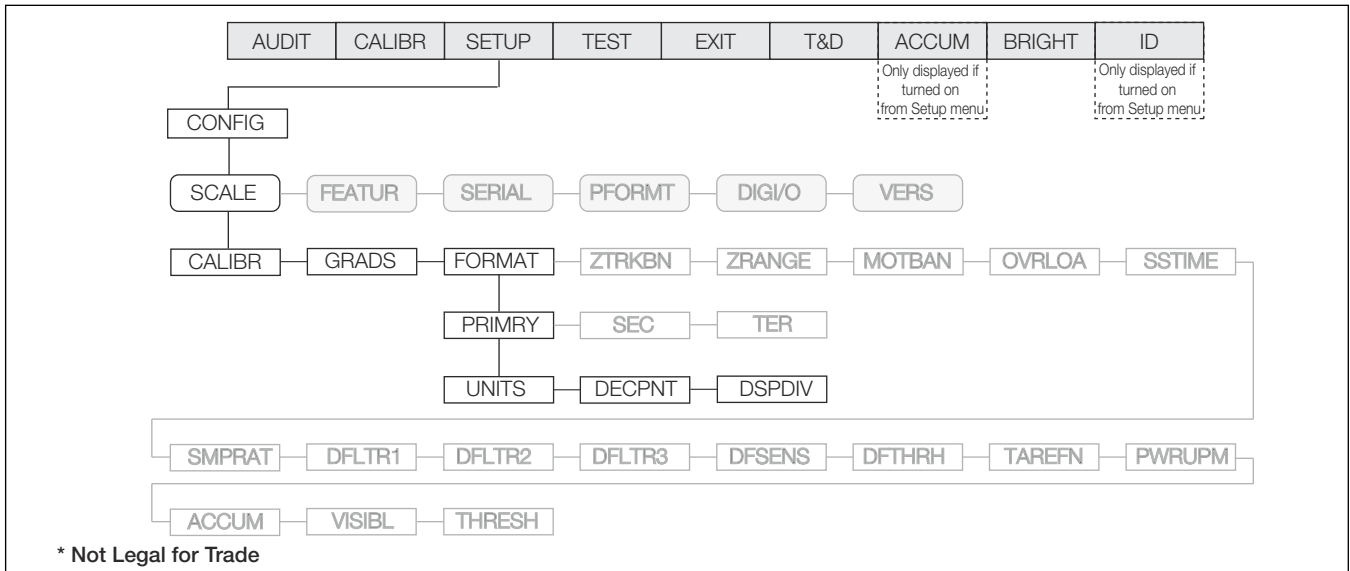 AUDIT CALIBR SETUP TEST EXIT T&D ACCUM BRIGHT ID
Only displayed if turned on from Setup menu
Only displayed if turned on from Setup menu
CONFIG
SCALE FEATUR SERIAL PFORMT DIGI/O VERS
CALIBR GRADS FORMAT ZTRKBN ZRANGE MOTBAN OVRLOA SSTIME
PRIMRY SEC TER
UNITS DECPNT DSPDIV
SMPRAT DFLTR1 DFLTR2 DFLTR3 DFSENS DFTHRH TAREFN PWRUPM
ACCUM VISIBL THRESH
* Not Legal for Trade